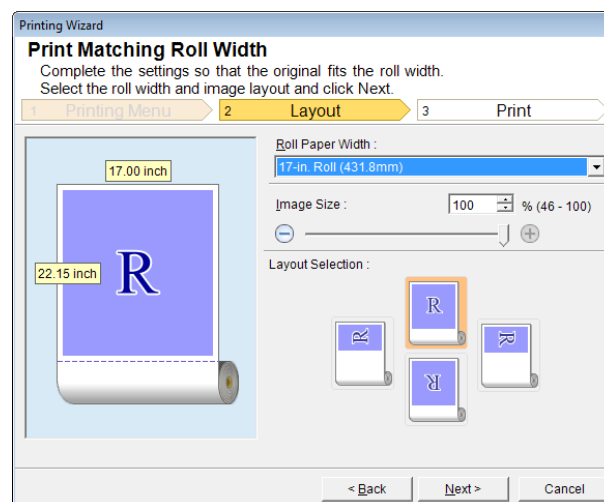 Printing Wizard
Print Matching Roll Width
Complete the settings so that the original fits the roll width.
Select the roll width and image layout and click Next.
1 Printing Menu 2 Layout 3 Print
Roll Paper Width :
17-in. Roll (431.8mm)
17.00 inch
Image Size : 100 % (46 - 100)
22.15 inch
R
Layout Selection :
R
R
R
R
< Back Next > Cancel